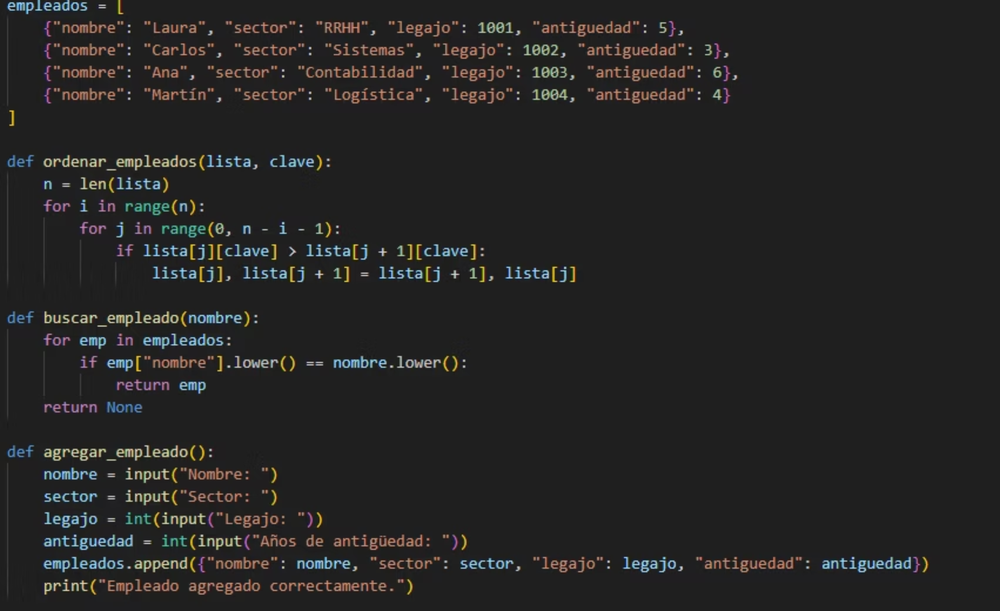 empleados = [
    {"nombre": "Laura", "sector": "RRHH", "legajo": 1001, "antiguedad": 5},
    {"nombre": "Carlos", "sector": "Sistemas", "legajo": 1002, "antiguedad": 3},
    {"nombre": "Ana", "sector": "Contabilidad", "legajo": 1003, "antiguedad": 6},
    {"nombre": "Martín", "sector": "Logística", "legajo": 1004, "antiguedad": 4}
]
def ordenar_empleados(lista, clave):
    n = len(lista)
    for i in range(n):
        for j in range(0, n - i - 1):
            if lista[j][clave] > lista[j + 1][clave]:
                lista[j], lista[j + 1] = lista[j + 1], lista[j]
def buscar_empleado(nombre):
    for emp in empleados:
        if emp["nombre"].lower() == nombre.lower():
            return emp
    return None
def agregar_empleado():
    nombre = input("Nombre: ")
    sector = input("Sector: ")
    legajo = int(input("Legajo: "))
    antiguedad = int(input("Años de antigüedad: "))
    empleados.append({"nombre": nombre, "sector": sector, "legajo": legajo, "antiguedad": antiguedad})
    print("Empleado agregado correctamente.")